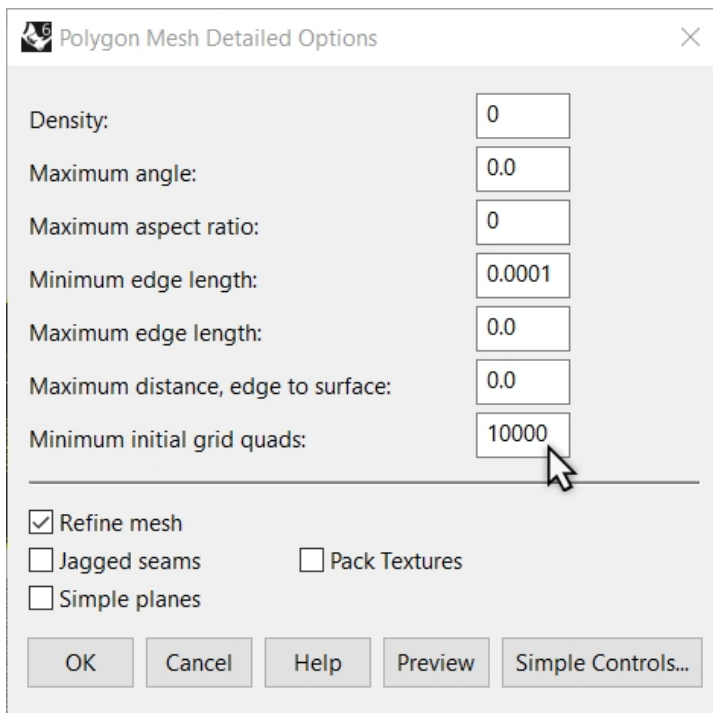 6 Polygon Mesh Detailed Options
Density: 0
Maximum angle: 0.0
Maximum aspect ratio: 0
Minimum edge length: 0.0001
Maximum edge length: 0.0
Maximum distance, edge to surface: 0.0
Minimum initial grid quads: 10000
Refine mesh
Jagged seams Pack Textures
Simple planes
OK Cancel Help Preview Simple Controls...